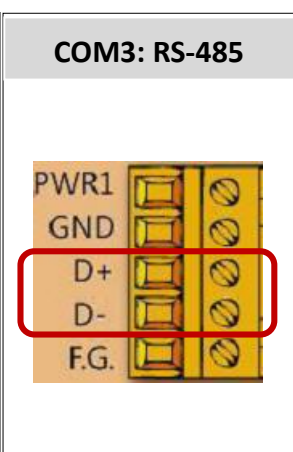 COM3: RS-485
PWR1
GND
D+
D-
F.G.